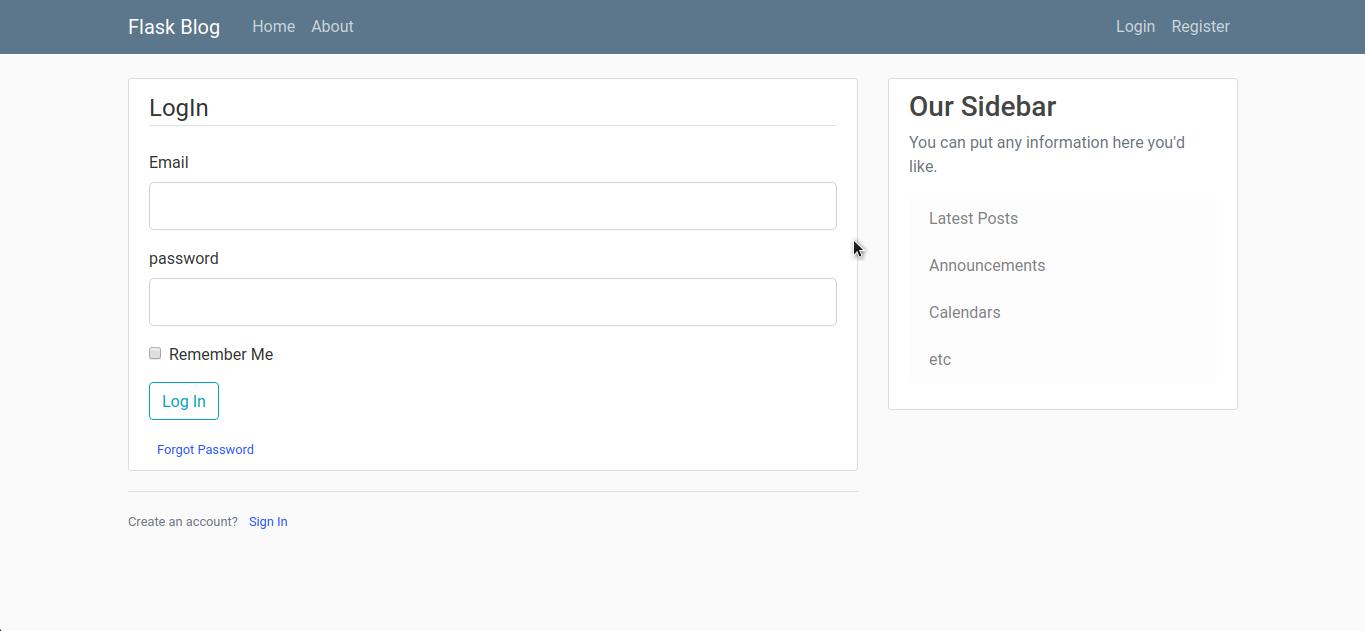 Flask Blog Home About Login Register
LogIn
Email
password
Remember Me
Log In
Forgot Password
Create an account? Sign In
Our Sidebar
You can put any information here you'd
like.
Latest Posts
Announcements
Calendars
etc